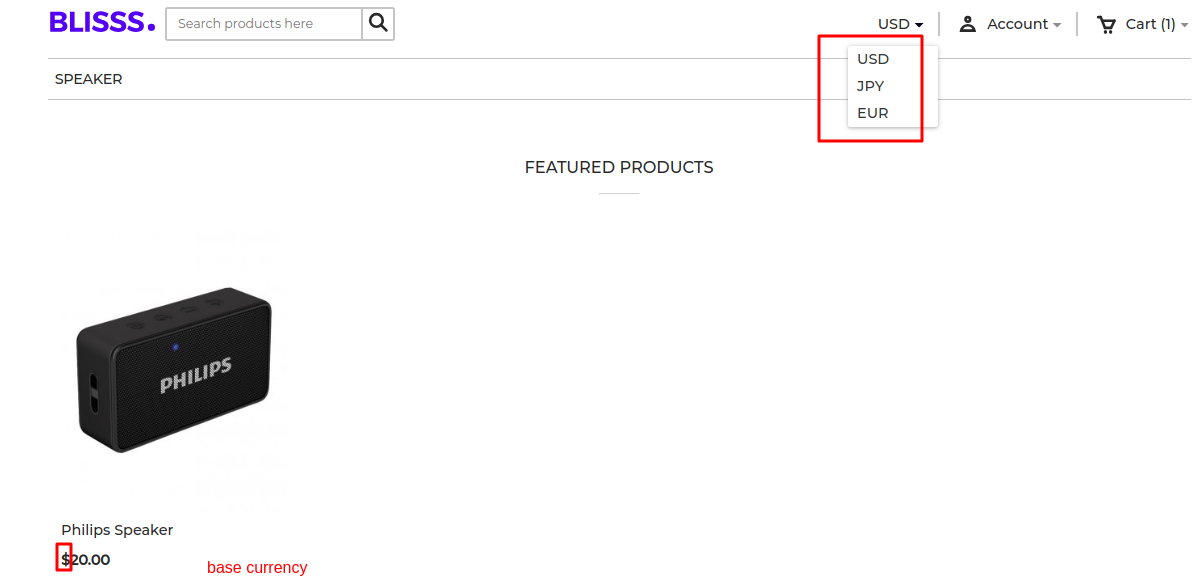 BLISSS.
Search products here
USD
Account
Cart (1)
USD
JPY
EUR
SPEAKER
FEATURED PRODUCTS
PHILIPS
Philips Speaker
$20.00
base currency